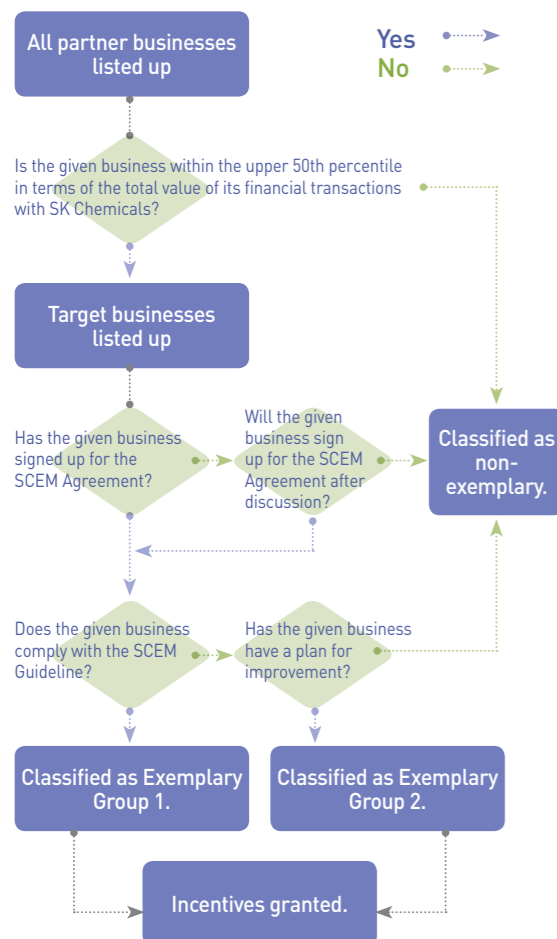 All partner businesses
listed up
Yes
No
Is the given business within the upper 50th percentile
in terms of the total value of its financial transactions
with SK Chemicals?
Target businesses
listed up
Has the given business
signed up for the
SCEM Agreement?
Will the given
business sign
up for the SCEM
Agreement after
discussion?
Classified as
non-
exemplary.
Does the given business
comply with the SCEM
Guideline?
Has the given business
have a plan for
improvement?
Classified as Exemplary
Group 1.
Classified as Exemplary
Group 2.
Incentives granted.